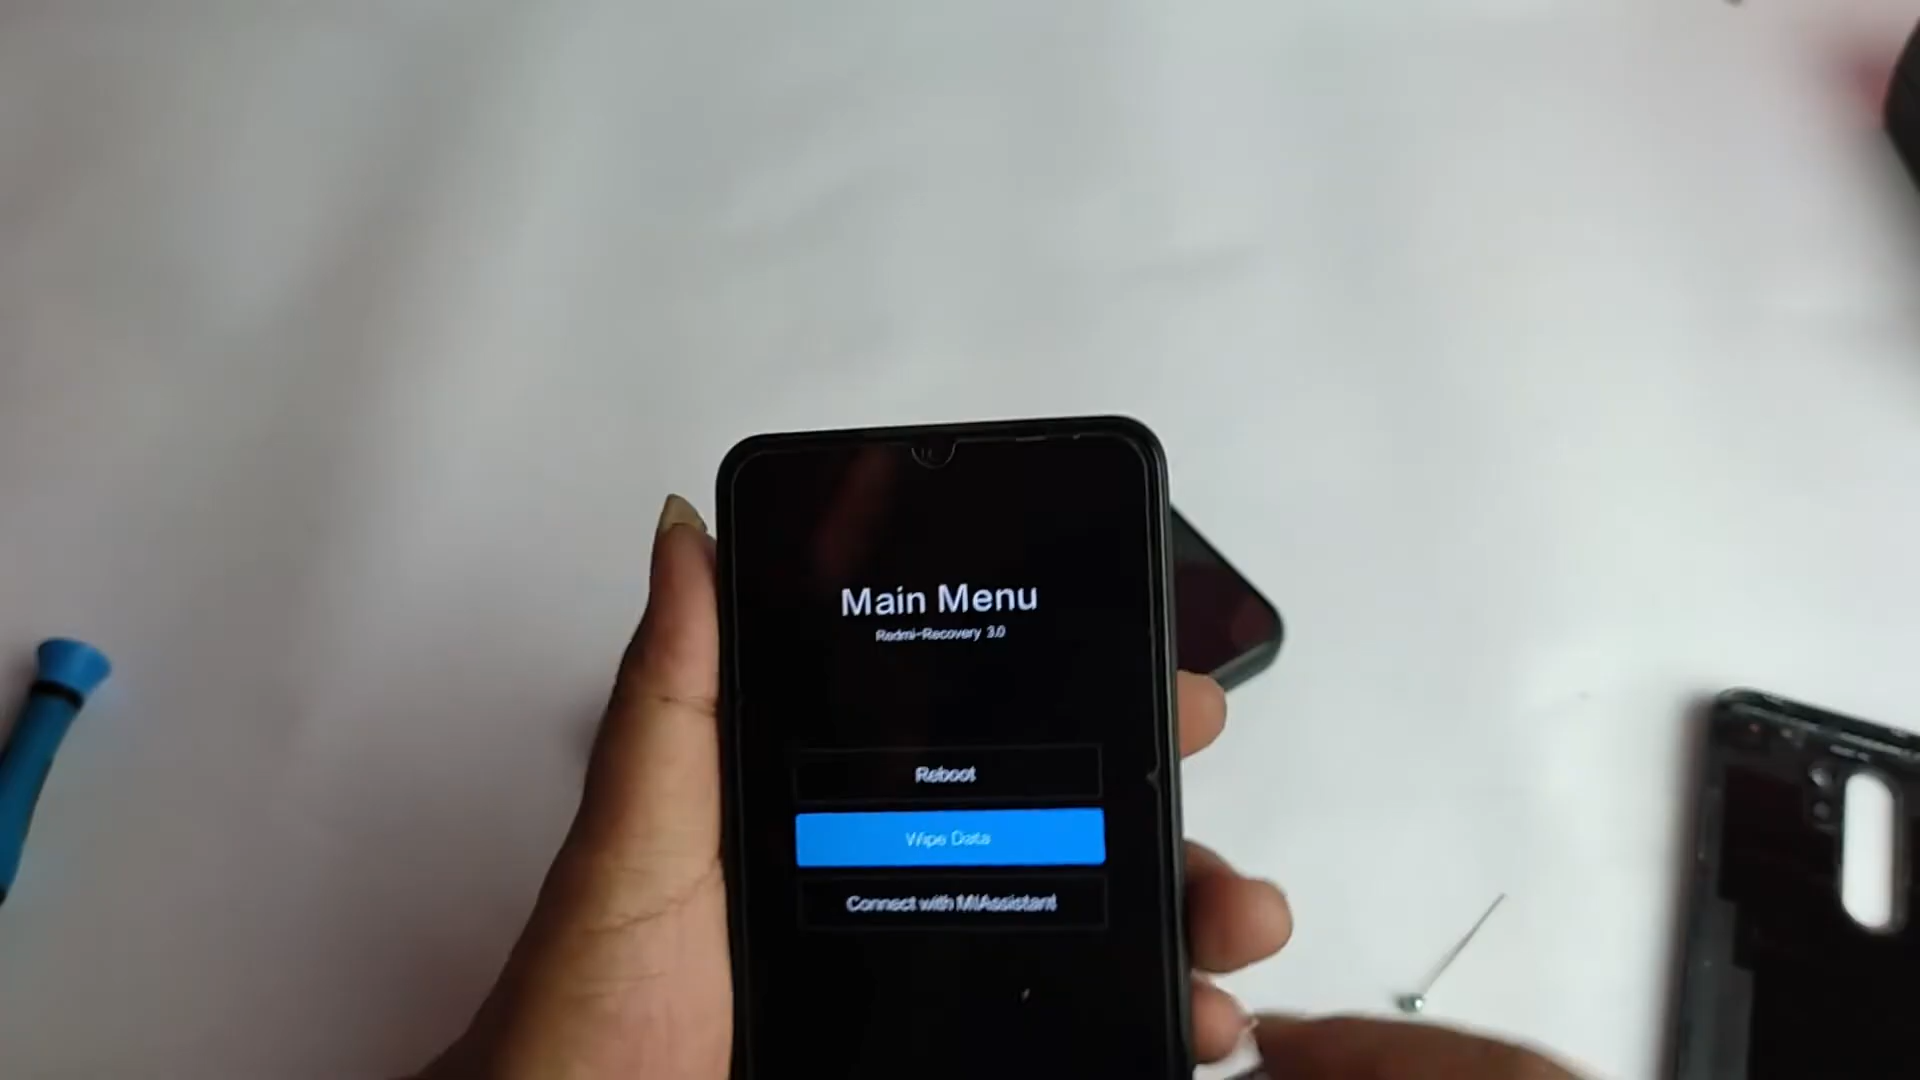 Main Menu
Redmi-Recovery 3.0
Reboot
Wipe Data
Connect with MIAssistant